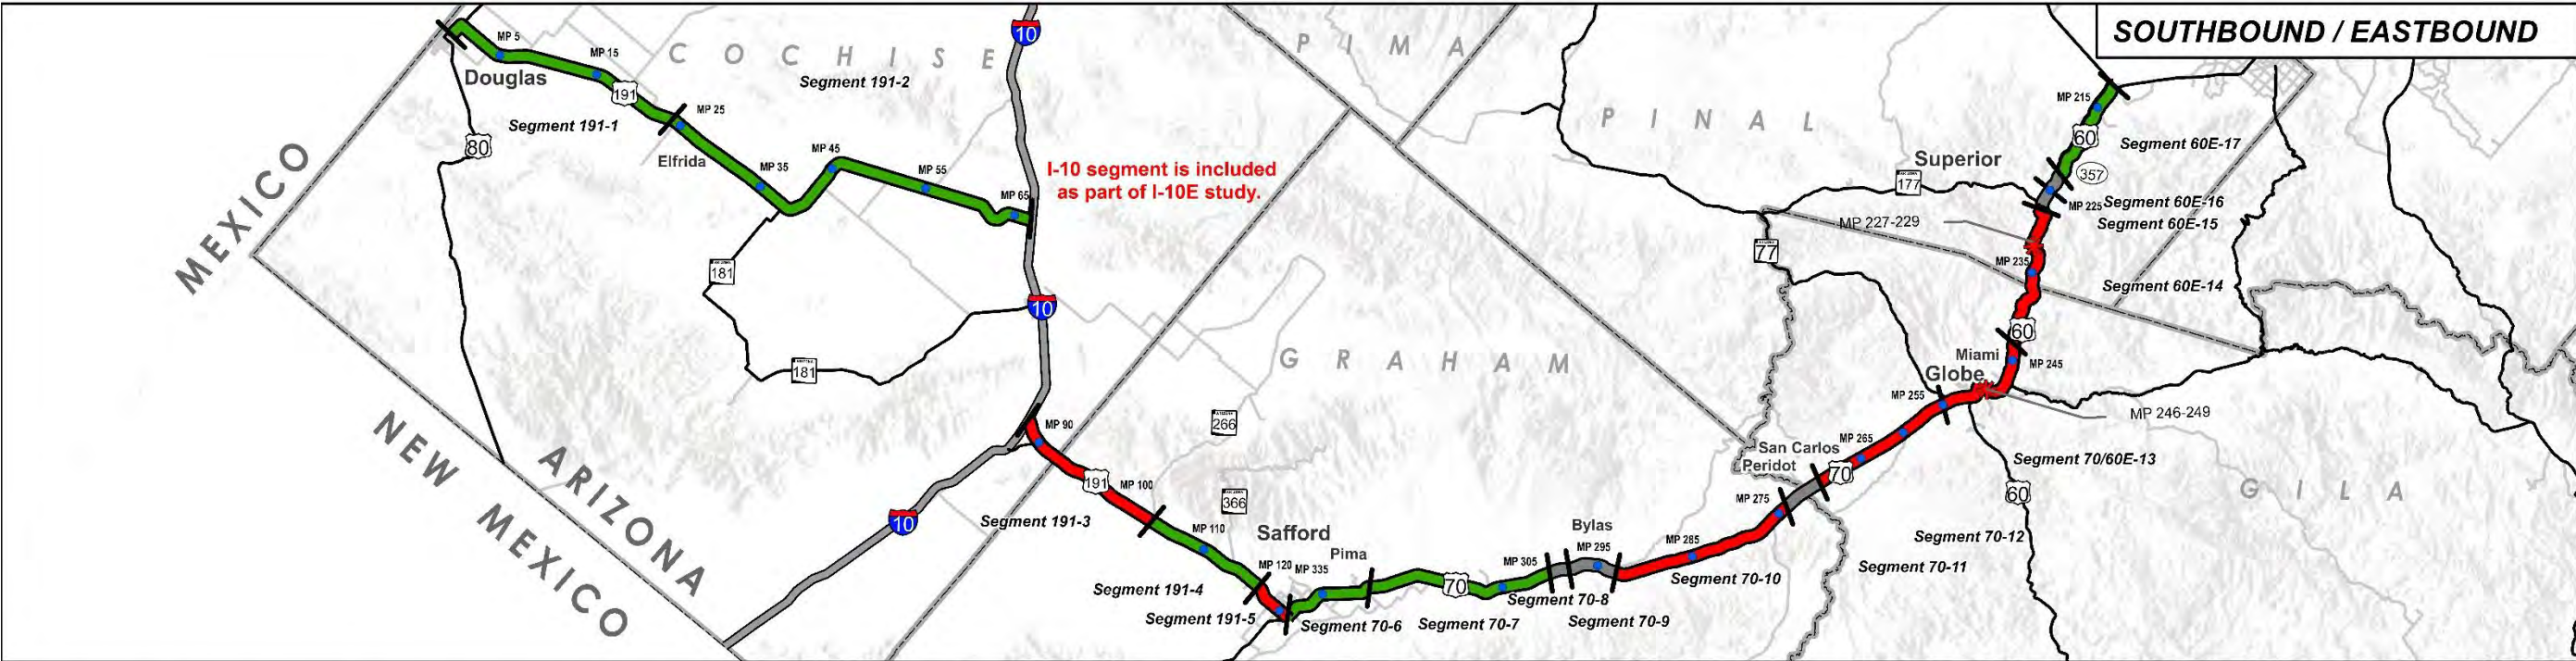 SOUTHBOUND / EASTBOUND
MP 5
MP 15
Douglas
191
COCHISE
Segment 191-2
10
PIMA
PINAL
MP 215
60
Segment 60E-17
MP 25
Segment 191-1
80
Elfrida
MP 35
MP 45
MP 55
MP 65
I-10 segment is included
as part of I-10E study.
Superior
177
357
MP 225
Segment 60E-16
Segment 60E-15
MP 227-229
MEXICO
181
77
MP 235
Segment 60E-14
10
60
181
GRAHAM
Miami
MP 245
Globe
MP 255
MP 246-249
266
MP 90
NEW MEXICO
ARIZONA
191
MP 100
366
San Carlos
MP 265
Peridot
70
Segment 70/60E-13
GILA
60
MP 275
10
Segment 191-3
MP 110
Safford
Pima
Bylas
MP 295
MP 285
MP 305
Segment 70-12
Segment 70-11
MP 120
MP 335
70
Segment 70-10
Segment 191-4
Segment 70-8
Segment 191-5
Segment 70-6
Segment 70-7
Segment 70-9